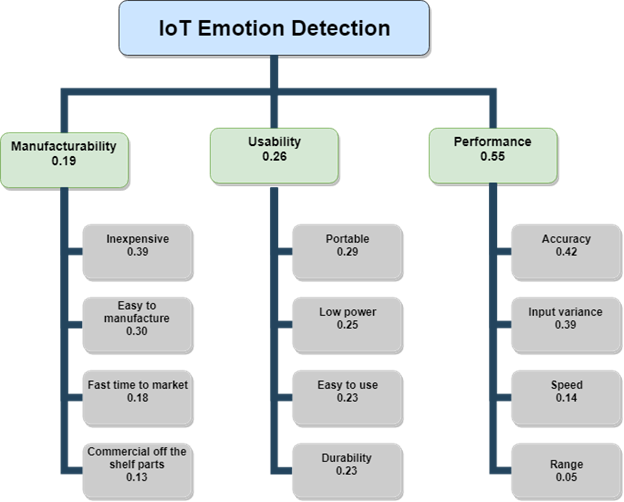 IoT Emotion Detection
Manufacturability
0.19
Inexpensive
0.39
Easy to
manufacture
0.30
Fast time to market
0.18
Commercial off the
shelf parts
0.13
Usability
0.26
Portable
0.29
Low power
0.25
Easy to use
0.23
Durability
0.23
Performance
0.55
Accuracy
0.42
Input variance
0.39
Speed
0.14
Range
0.05